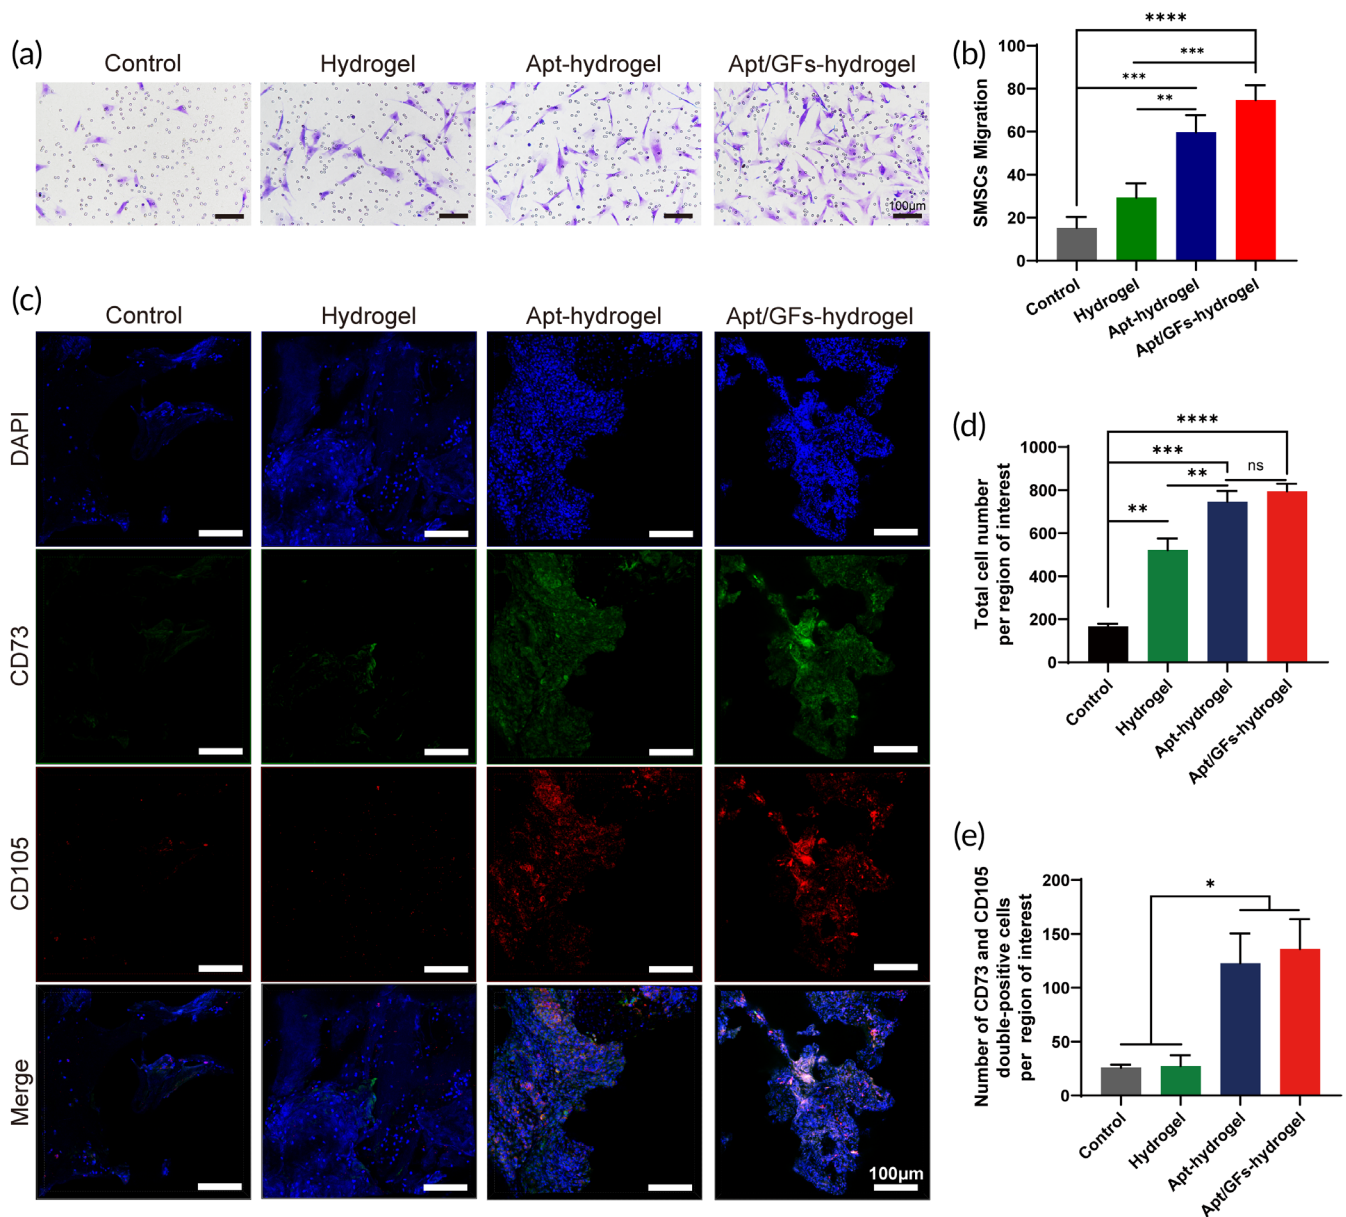 (a)
Control
Hydrogel
Apt-hydrogel
Apt/GFs-hydrogel
100μm
(b)
SMSCs Migration
100
80
60
40
20
0
****
***
***
**
Control
Hydrogel
Apt-hydrogel
Apt/GFs-hydrogel
(c)
Control
Hydrogel
Apt-hydrogel
Apt/GFs-hydrogel
DAPI
CD73
CD105
Merge
100μm
(d)
Total cell number
per region of interest
1000
800
600
400
200
0
****
***
**
ns
**
Control
Hydrogel
Apt-hydrogel
Apt/GFs-hydrogel
(e)
Number of CD73 and CD105
double-positive cells
per region of interest
200
150
100
50
0
*
Control
Hydrogel
Apt-hydrogel
Apt/GFs-hydrogel